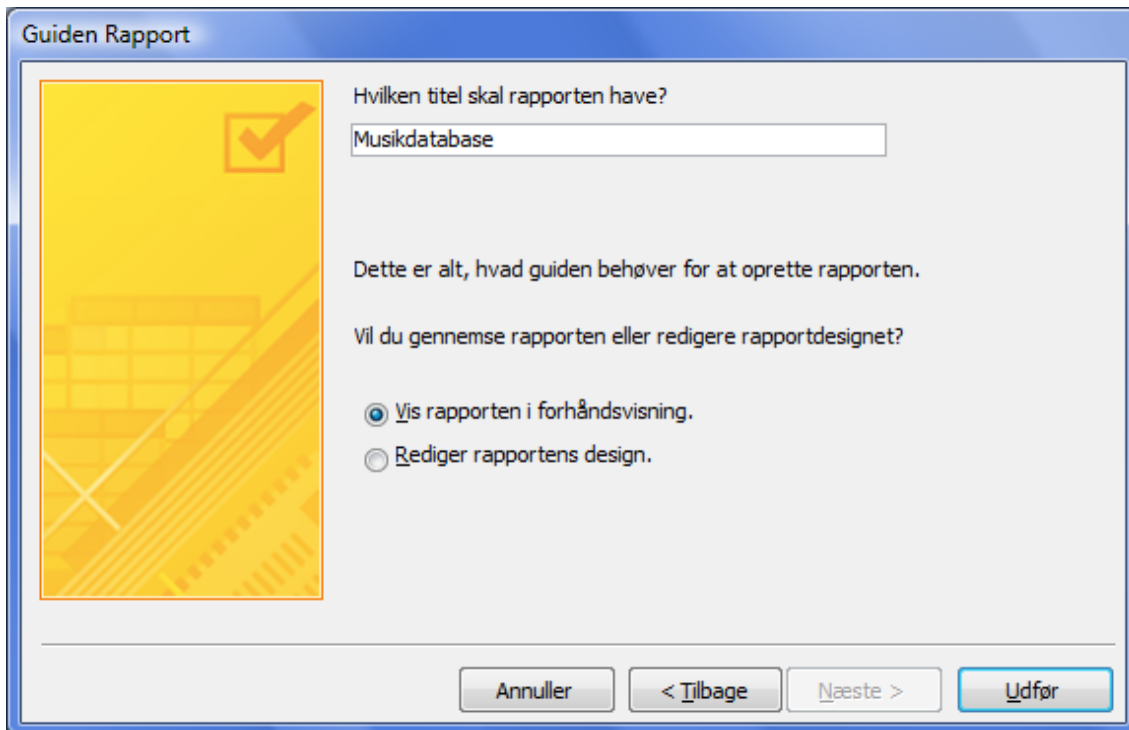 Guiden Rapport
Hvilken titel skal rapporten have?
Musikdatabase
Dette er alt, hvad guiden behøver for at oprette rapporten.
Vil du gennemse rapporten eller redigere rapportdesignet?
Vis rapporten i forhåndsvisning.
Rediger rapportens design.
Annuller < Tilbage Næste > Udfør